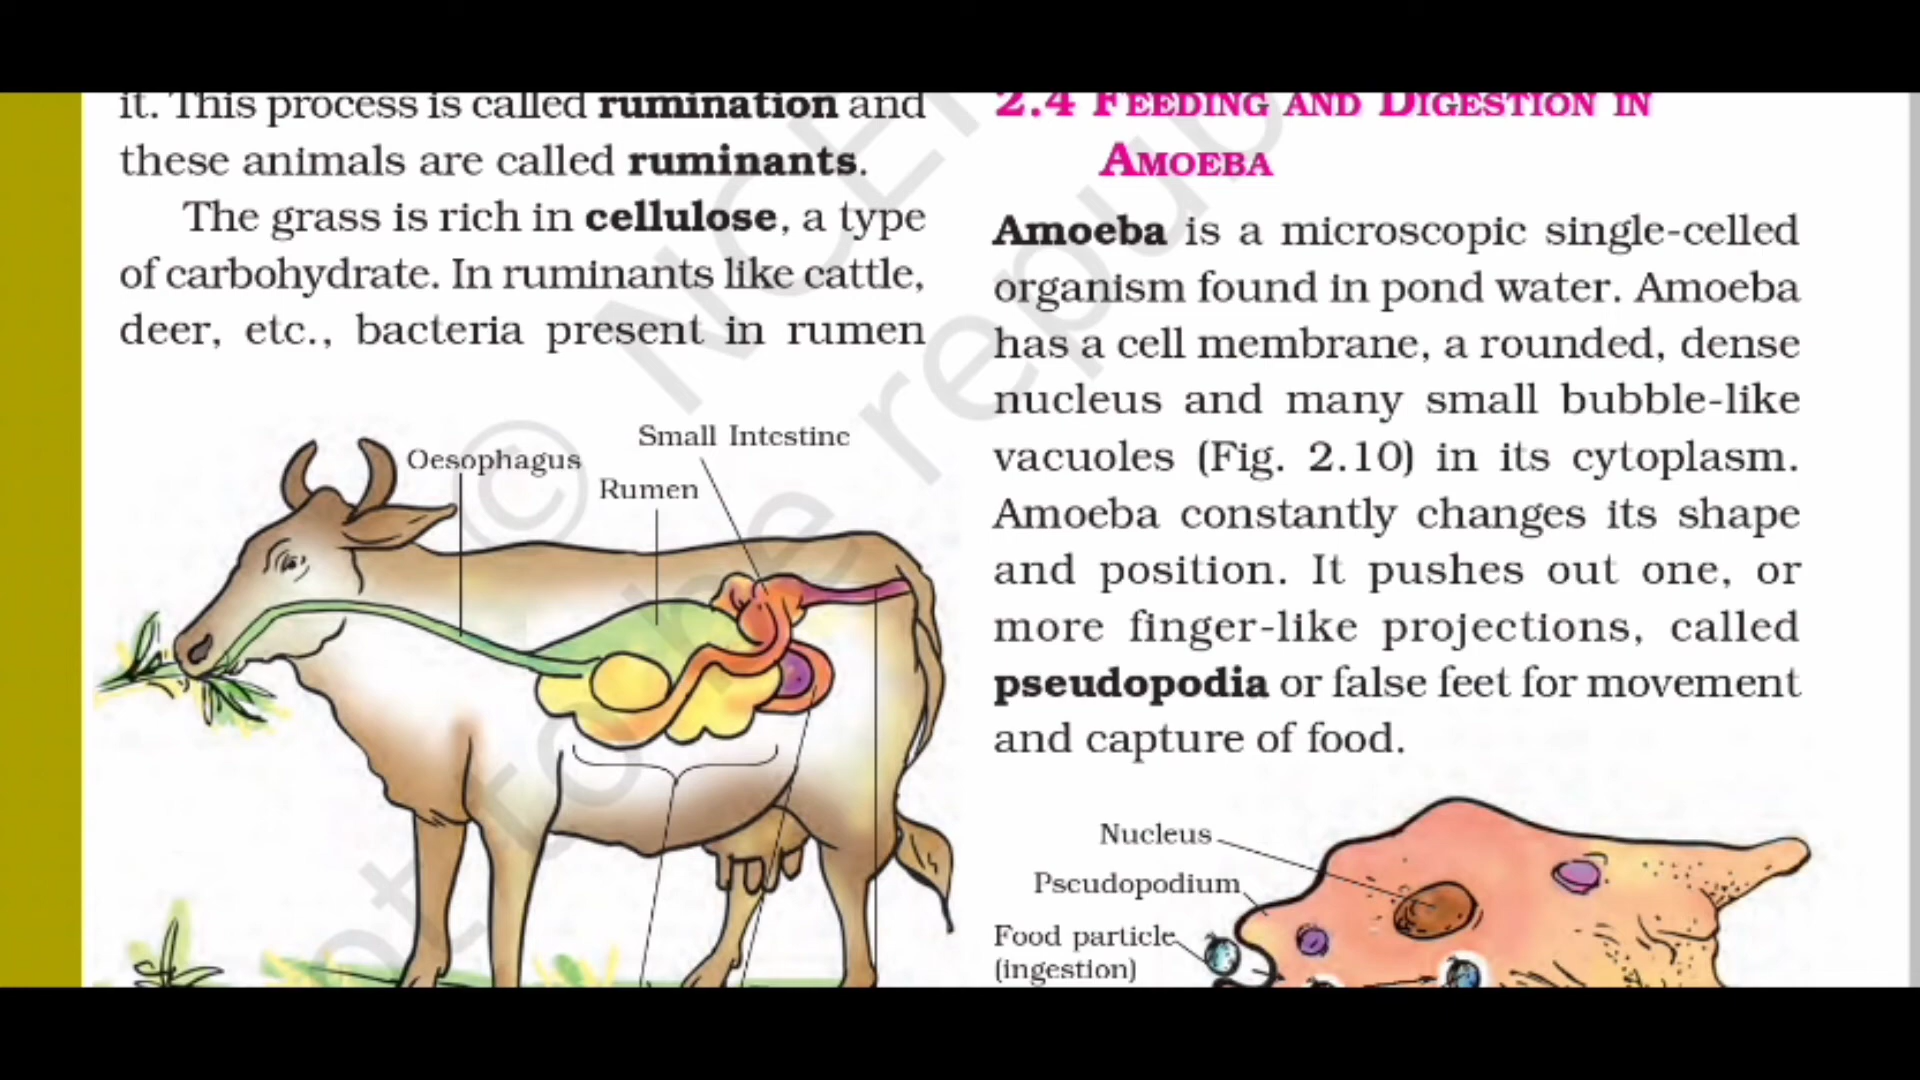 it. This process is called rumination and
these animals are called ruminants.
The grass is rich in cellulose, a type
of carbohydrate. In ruminants like cattle,
deer, etc., bacteria present in rumen
Oesophagus
Small Intestine
Rumen
2.4 FEEDING AND DIGESTION IN
AMOEBA
Amoeba is a microscopic single-celled
organism found in pond water. Amoeba
has a cell membrane, a rounded, dense
nucleus and many small bubble-like
vacuoles (Fig. 2.10) in its cytoplasm.
Amoeba constantly changes its shape
and position. It pushes out one, or
more finger-like projections, called
pseudopodia or false feet for movement
and capture of food.
Nucleus
Pseudopodium
Food particle
(ingestion)
© NCE
not to be repub